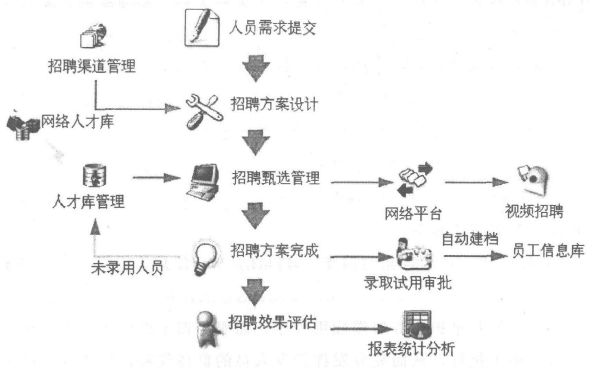 人员需求提交
招聘渠道管理
招聘方案设计
网络人才库
招聘甄选管理
人才库管理
网络平台
视频招聘
自动建档
招聘方案完成
员工信息库
未录用人员
录取试用审批
招聘效果评估
报表统计分析